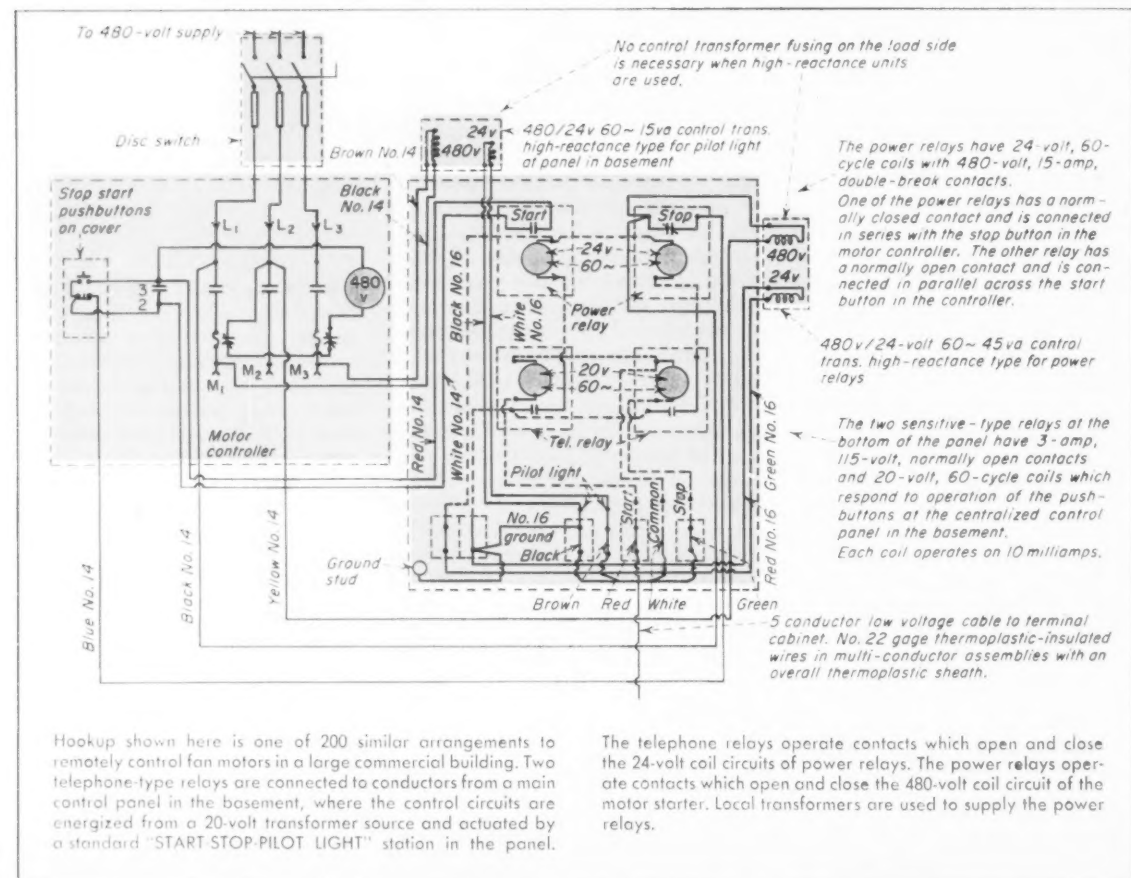 To 480-volt supply
Disc switch
No control transformer fusing on the load side
is necessary when high-reactance units
are used.
24v
480v
480/24v 60~ 15va control trans.
high-reactance type for pilot light
at panel in basement
Brown No.14
Black
No.14
Stop start
pushbuttons
on cover
L1
L2
L3
3
2
480
v
M1
M2
M3
Motor
controller
Start
Stop
24v
60~
Power
relay
Black No.16
White
No.16
20v
60~
Tel. relay
Red No.14
White No.14
Pilot light
No.16
ground
Black
Start
Common
Stop
Ground
stud
Brown
Red
White
Green
Blue No.14
Black No.14
Yellow No.14
Red No.16
Green No.16
480v
24v
The power relays have 24-volt, 60-
cycle coils with 480-volt, 15-amp,
double-break contacts.
One of the power relays has a norm-
ally closed contact and is connected
in series with the stop button in the
motor controller. The other relay has
a normally open contact and is con-
nected in parallel across the start
button in the controller.
480v/24-volt 60~ 45va control
trans. high-reactance type for power
relays
The two sensitive-type relays at the
bottom of the panel have 3-amp,
115-volt, normally open contacts
and 20-volt, 60-cycle coils which
respond to operation of the push-
buttons at the centralized control
panel in the basement.
Each coil operates on 10 milliamps.
5 conductor low voltage cable to terminal
cabinet. No. 22 gage thermoplastic-insulated
wires in multi-conductor assemblies with an
overall thermoplastic sheath.
Hookup shown here is one of 200 similar arrangements to
remotely control fan motors in a large commercial building. Two
telephone-type relays are connected to conductors from a main
control panel in the basement, where the control circuits are
energized from a 20-volt transformer source and actuated by
a standard "START-STOP-PILOT LIGHT" station in the panel.
The telephone relays operate contacts which open and close
the 24-volt coil circuits of power relays. The power relays oper-
ate contacts which open and close the 480-volt coil circuit of the
motor starter. Local transformers are used to supply the power
relays.